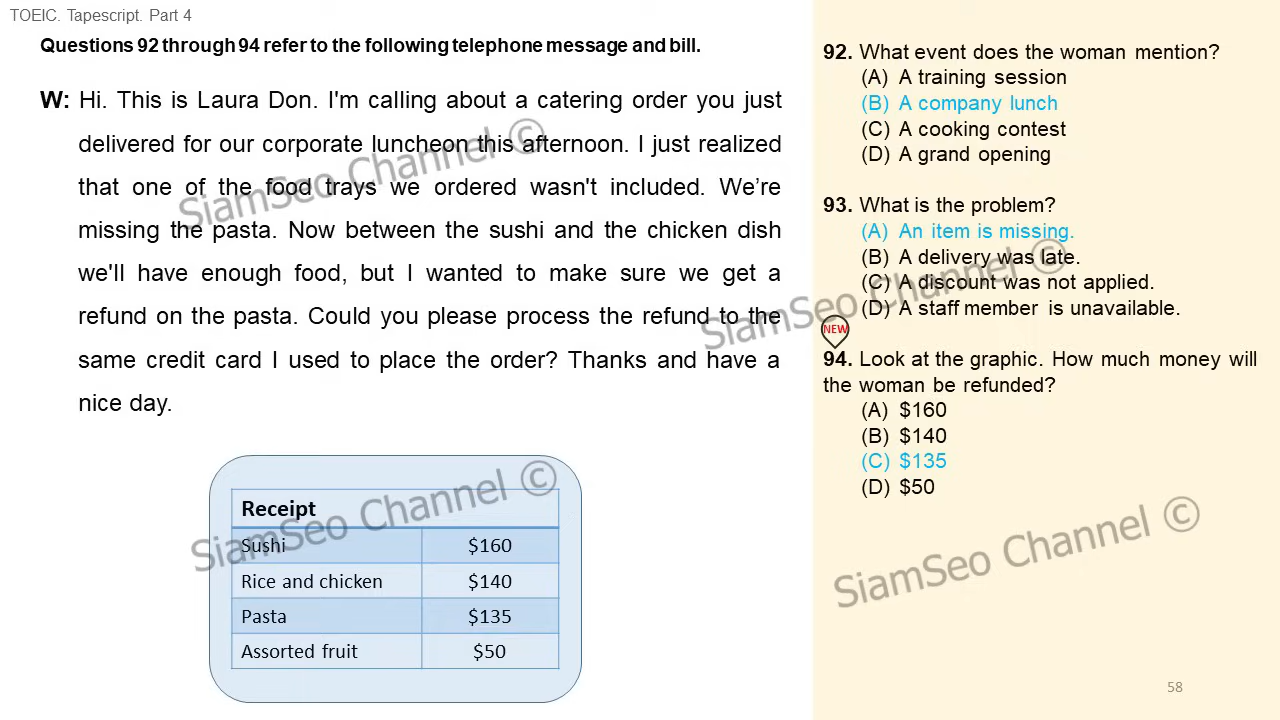 TOEIC. Tapescript. Part 4
Questions 92 through 94 refer to the following telephone message and bill.
W: Hi. This is Laura Don. I'm calling about a catering order you just
delivered for our corporate luncheon this afternoon. I just realized
that one of the food trays we ordered wasn't included. We’re
missing the pasta. Now between the sushi and the chicken dish
we'll have enough food, but I wanted to make sure we get a
refund on the pasta. Could you please process the refund to the
same credit card I used to place the order? Thanks and have a
nice day.
SiamSeo Channel ©
Receipt
Sushi $160
Rice and chicken $140
Pasta $135
Assorted fruit $50
SiamSeo Channel ©
92. What event does the woman mention?
(A) A training session
(B) A company lunch
(C) A cooking contest
(D) A grand opening
93. What is the problem?
(A) An item is missing.
(B) A delivery was late.
(C) A discount was not applied.
(D) A staff member is unavailable.
SiamSeo Channel ©
NEW
94. Look at the graphic. How much money will
the woman be refunded?
(A) $160
(B) $140
(C) $135
(D) $50
SiamSeo Channel ©
58